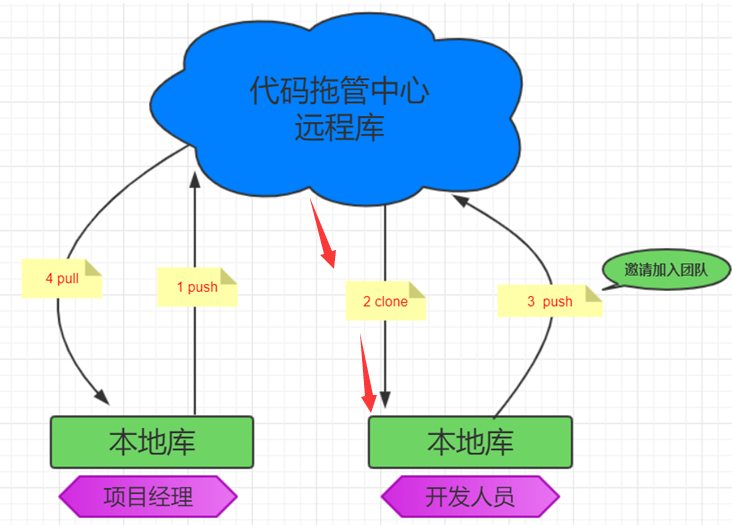 代码拖管中心
远程库
4 pull
1 push
2 clone
3 push
邀请加入团队
本地库
本地库
项目经理
开发人员